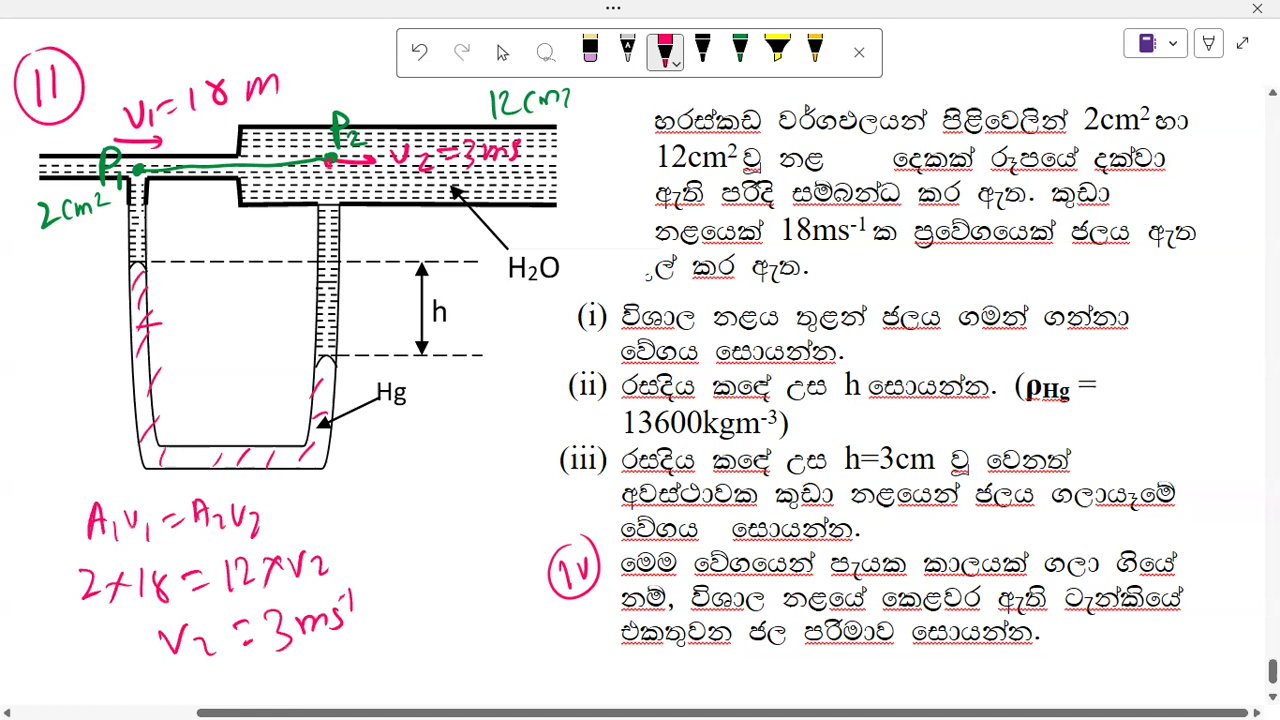 11
v1 = 18 m
P1
P2
12cm2
v2 = 3ms
2cm2
H2O
h
Hg
A1v1 = A2v2
2×18 = 12×v2
v2 = 3ms-1
හරස්කඩ වර්ගඵලයන් පිළිවෙලින් 2cm2 හා
12cm2 වූ නළ දෙකක් රූපයේ දක්වා
ඇති පරිදි සම්බන්ධ කර ඇත. කුඩා
නළයෙක් 18ms-1 ක ප්‍රවේගයෙක් ජලය ඇත
ුල් කර ඇත.
(i) විශාල නළය තුළන් ජලය ගමන් ගන්නා
වේගය සොයන්න.
(ii) රසදිය කඳේ උස h සොයන්න. (ρHg =
13600kgm-3)
(iii) රසදිය කඳේ උස h=3cm වූ වෙනත්
අවස්ථාවක කුඩා නළයෙන් ජලය ගලායෑමේ
වේගය සොයන්න.
iv මෙම වේගයෙන් පැයක කාලයක් ගලා ගියේ
නම්, විශාල නළයේ කෙළවර ඇති ටැන්කියේ
එකතුවන ජල පරිමාව සොයන්න.